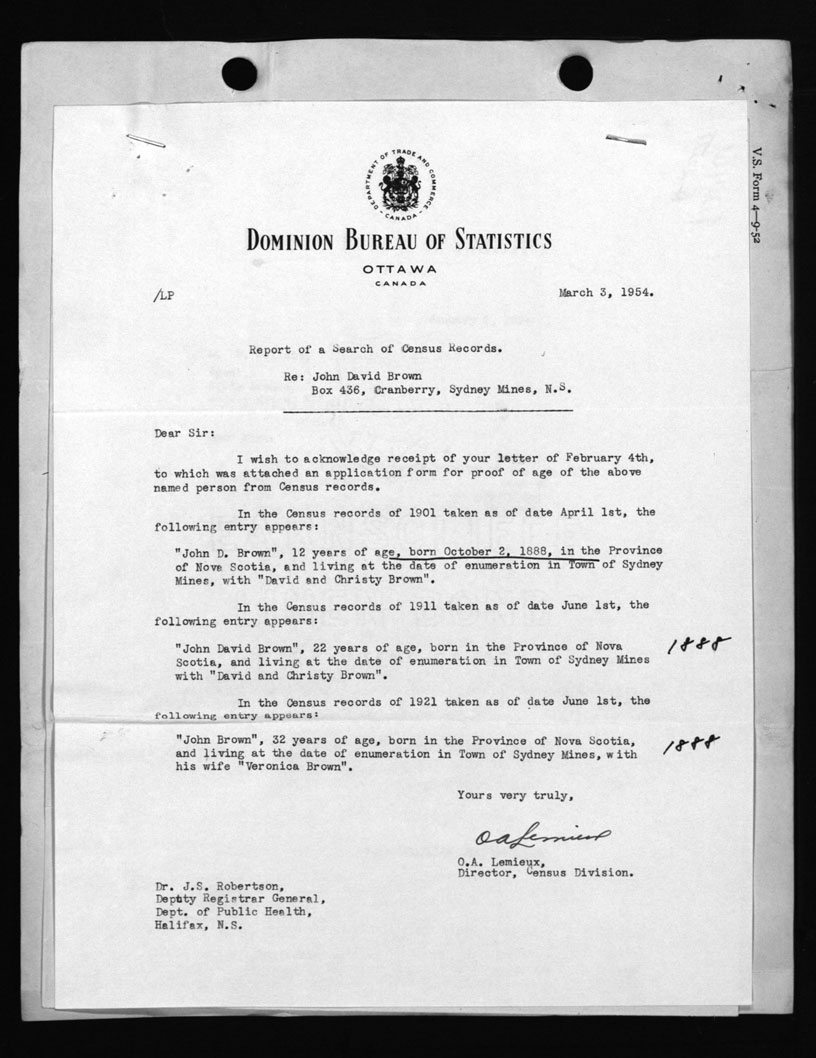 V.S. Form 4—9-52
DEPARTMENT OF TRADE AND COMMERCE
- CANADA -
DOMINION BUREAU OF STATISTICS
OTTAWA
CANADA
/LP March 3, 1954.
Report of a Search of Census Records.
Re: John David Brown
Box 436, Cranberry, Sydney Mines, N.S.
Dear Sir:
I wish to acknowledge receipt of your letter of February 4th,
to which was attached an application form for proof of age of the above
named person from Census records.
In the Census records of 1901 taken as of date April 1st, the
following entry appears:
"John D. Brown", 12 years of age, born October 2, 1888, in the Province
of Nova Scotia, and living at the date of enumeration in Town of Sydney
Mines, with "David and Christy Brown".
In the Census records of 1911 taken as of date June 1st, the
following entry appears:
"John David Brown", 22 years of age, born in the Province of Nova 1888
Scotia, and living at the date of enumeration in Town of Sydney Mines
with "David and Christy Brown".
In the Census records of 1921 taken as of date June 1st, the
following entry appears:
"John Brown", 32 years of age, born in the Province of Nova Scotia, 1888
and living at the date of enumeration in Town of Sydney Mines, with
his wife "Veronica Brown".
Yours very truly,
O A Lemieux
O.A. Lemieux,
Director, Census Division.
Dr. J.S. Robertson,
Deputy Registrar General,
Dept. of Public Health,
Halifax, N.S.